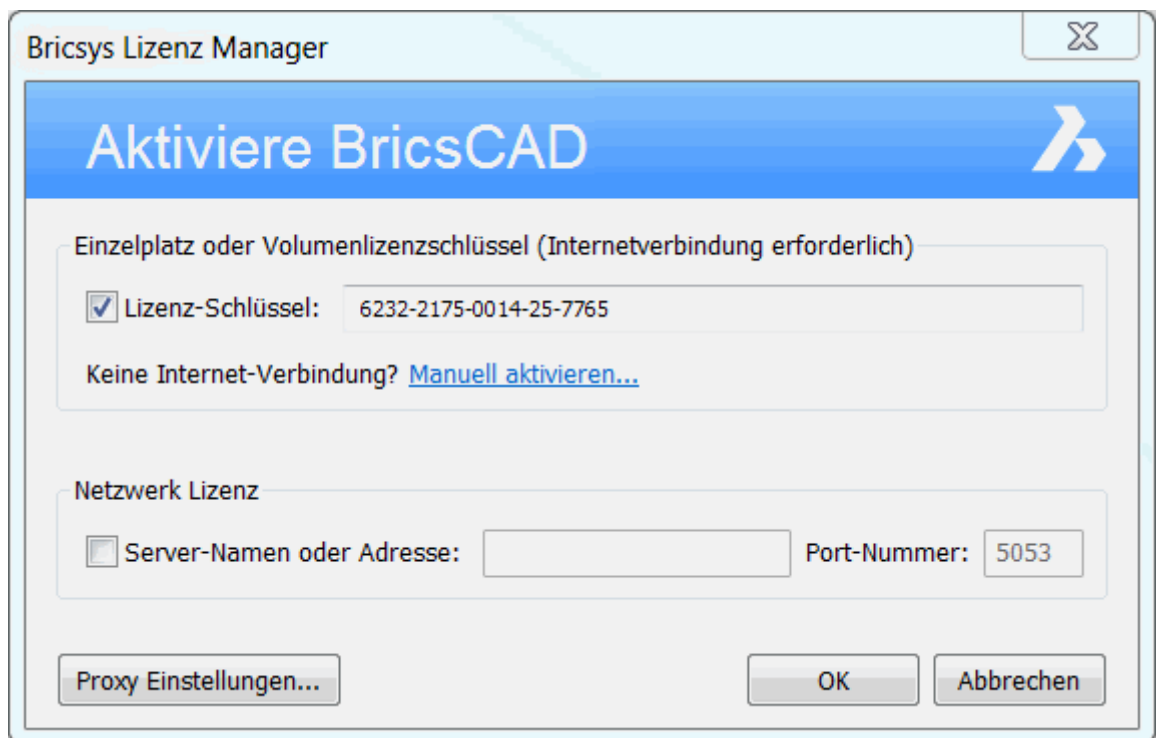 Bricsys Lizenz Manager
Aktiviere BricsCAD
Einzelplatz oder Volumenlizenzschlüssel (Internetverbindung erforderlich)
Lizenz-Schlüssel: 6232-2175-0014-25-7765
Keine Internet-Verbindung? Manuell aktivieren...
Netzwerk Lizenz
Server-Namen oder Adresse: Port-Nummer: 5053
Proxy Einstellungen... OK Abbrechen